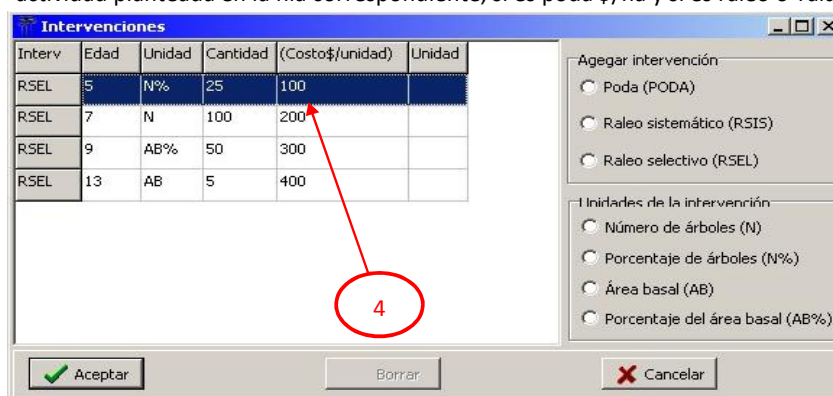 Intervenciones
Interv Edad Unidad Cantidad (Costo$/unidad) Unidad
RSEL 5 N% 25 100
RSEL 7 N 100 200
RSEL 9 AB% 50 300
RSEL 13 AB 5 400
4
Agegar intervención
Poda (PODA)
Raleo sistemático (RSIS)
Raleo selectivo (RSEL)
Unidades de la intervención
Número de árboles (N)
Porcentaje de árboles (N%)
Área basal (AB)
Porcentaje del área basal (AB%)
Aceptar Borrar Cancelar